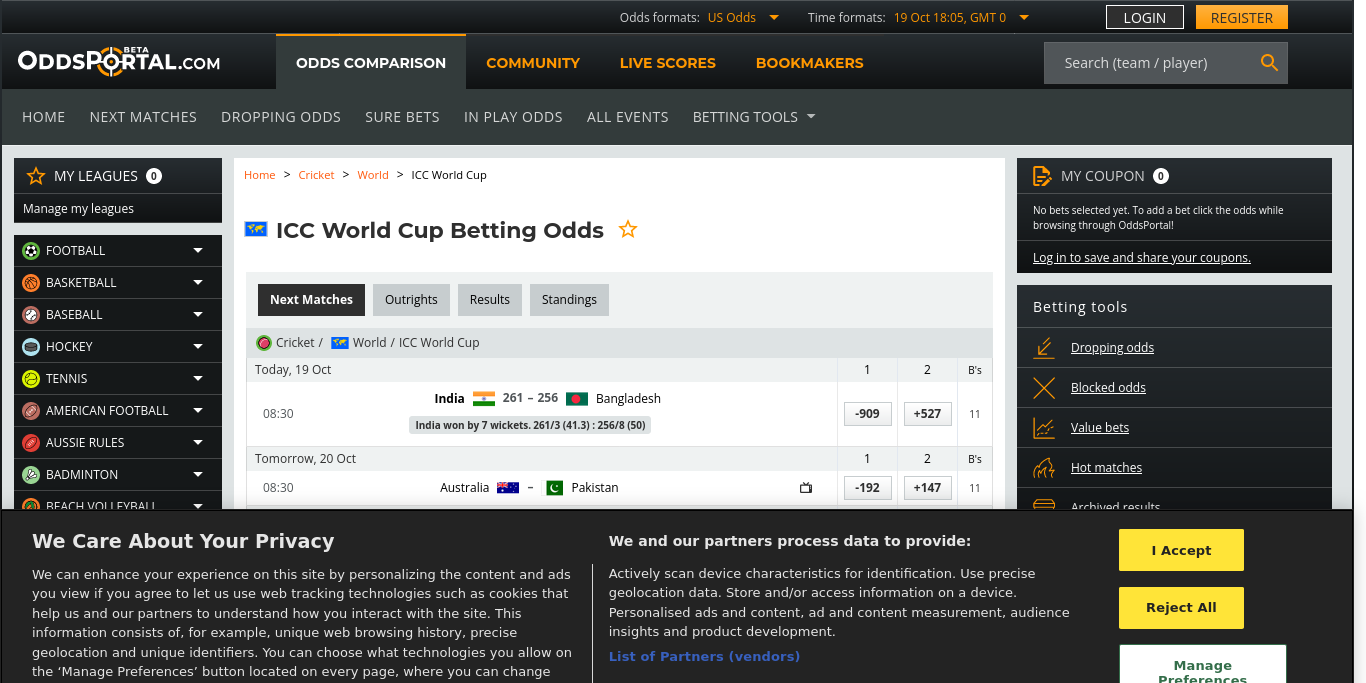 Odds formats: US Odds Time formats: 19 Oct 18:05, GMT 0 LOGIN REGISTER
ODDSPORTAL.COM BETA
ODDS COMPARISON COMMUNITY LIVE SCORES BOOKMAKERS Search (team / player)
HOME NEXT MATCHES DROPPING ODDS SURE BETS IN PLAY ODDS ALL EVENTS BETTING TOOLS
MY LEAGUES 0
Manage my leagues
FOOTBALL
BASKETBALL
BASEBALL
HOCKEY
TENNIS
AMERICAN FOOTBALL
AUSSIE RULES
BADMINTON
BEACH VOLLEYBALL
Home > Cricket > World > ICC World Cup
ICC World Cup Betting Odds
Next Matches Outrights Results Standings
Cricket / World / ICC World Cup
Today, 19 Oct 1 2 B's
08:30 India 261 – 256 Bangladesh -909 +527 11
India won by 7 wickets. 261/3 (41.3) : 256/8 (50)
Tomorrow, 20 Oct 1 2 B's
08:30 Australia – Pakistan -192 +147 11
MY COUPON 0
No bets selected yet. To add a bet click the odds while
browsing through OddsPortal!
Log in to save and share your coupons.
Betting tools
Dropping odds
Blocked odds
Value bets
Hot matches
Archived results
We Care About Your Privacy
We can enhance your experience on this site by personalizing the content and ads
you view if you agree to let us use web tracking technologies such as cookies that
help us and our partners to understand how you interact with the site. This
information consists of, for example, unique web browsing history, precise
geolocation and unique identifiers. You can choose what technologies you allow on
the ‘Manage Preferences’ button located on every page, where you can change
We and our partners process data to provide:
Actively scan device characteristics for identification. Use precise
geolocation data. Store and/or access information on a device.
Personalised ads and content, ad and content measurement, audience
insights and product development.
List of Partners (vendors)
I Accept
Reject All
Manage
Preferences